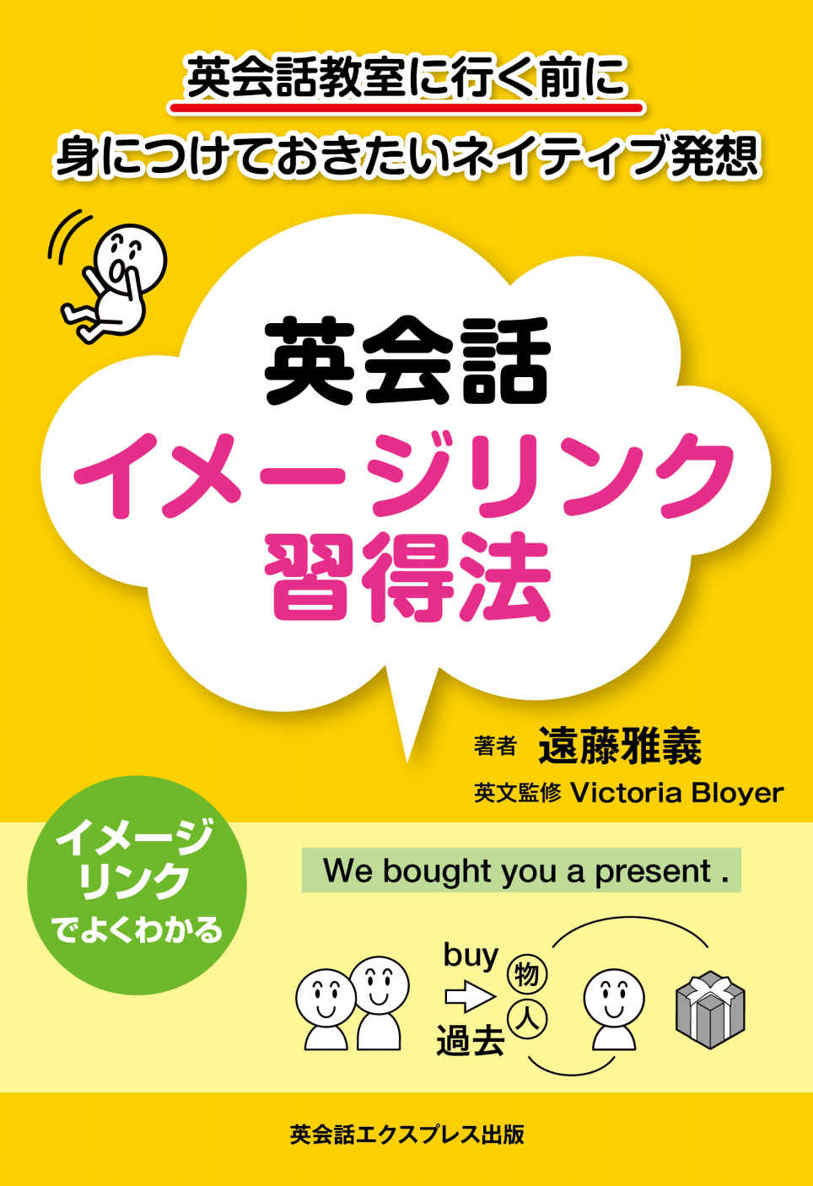 英会話教室に行く前に
身につけておきたいネイティブ発想
英会話
イメージリンク
習得法
著者 遠藤雅義
英文監修 Victoria Bloyer
イメージ
リンク
でよくわかる
We bought you a present .
buy
物
人
過去
英会話エクスプレス出版